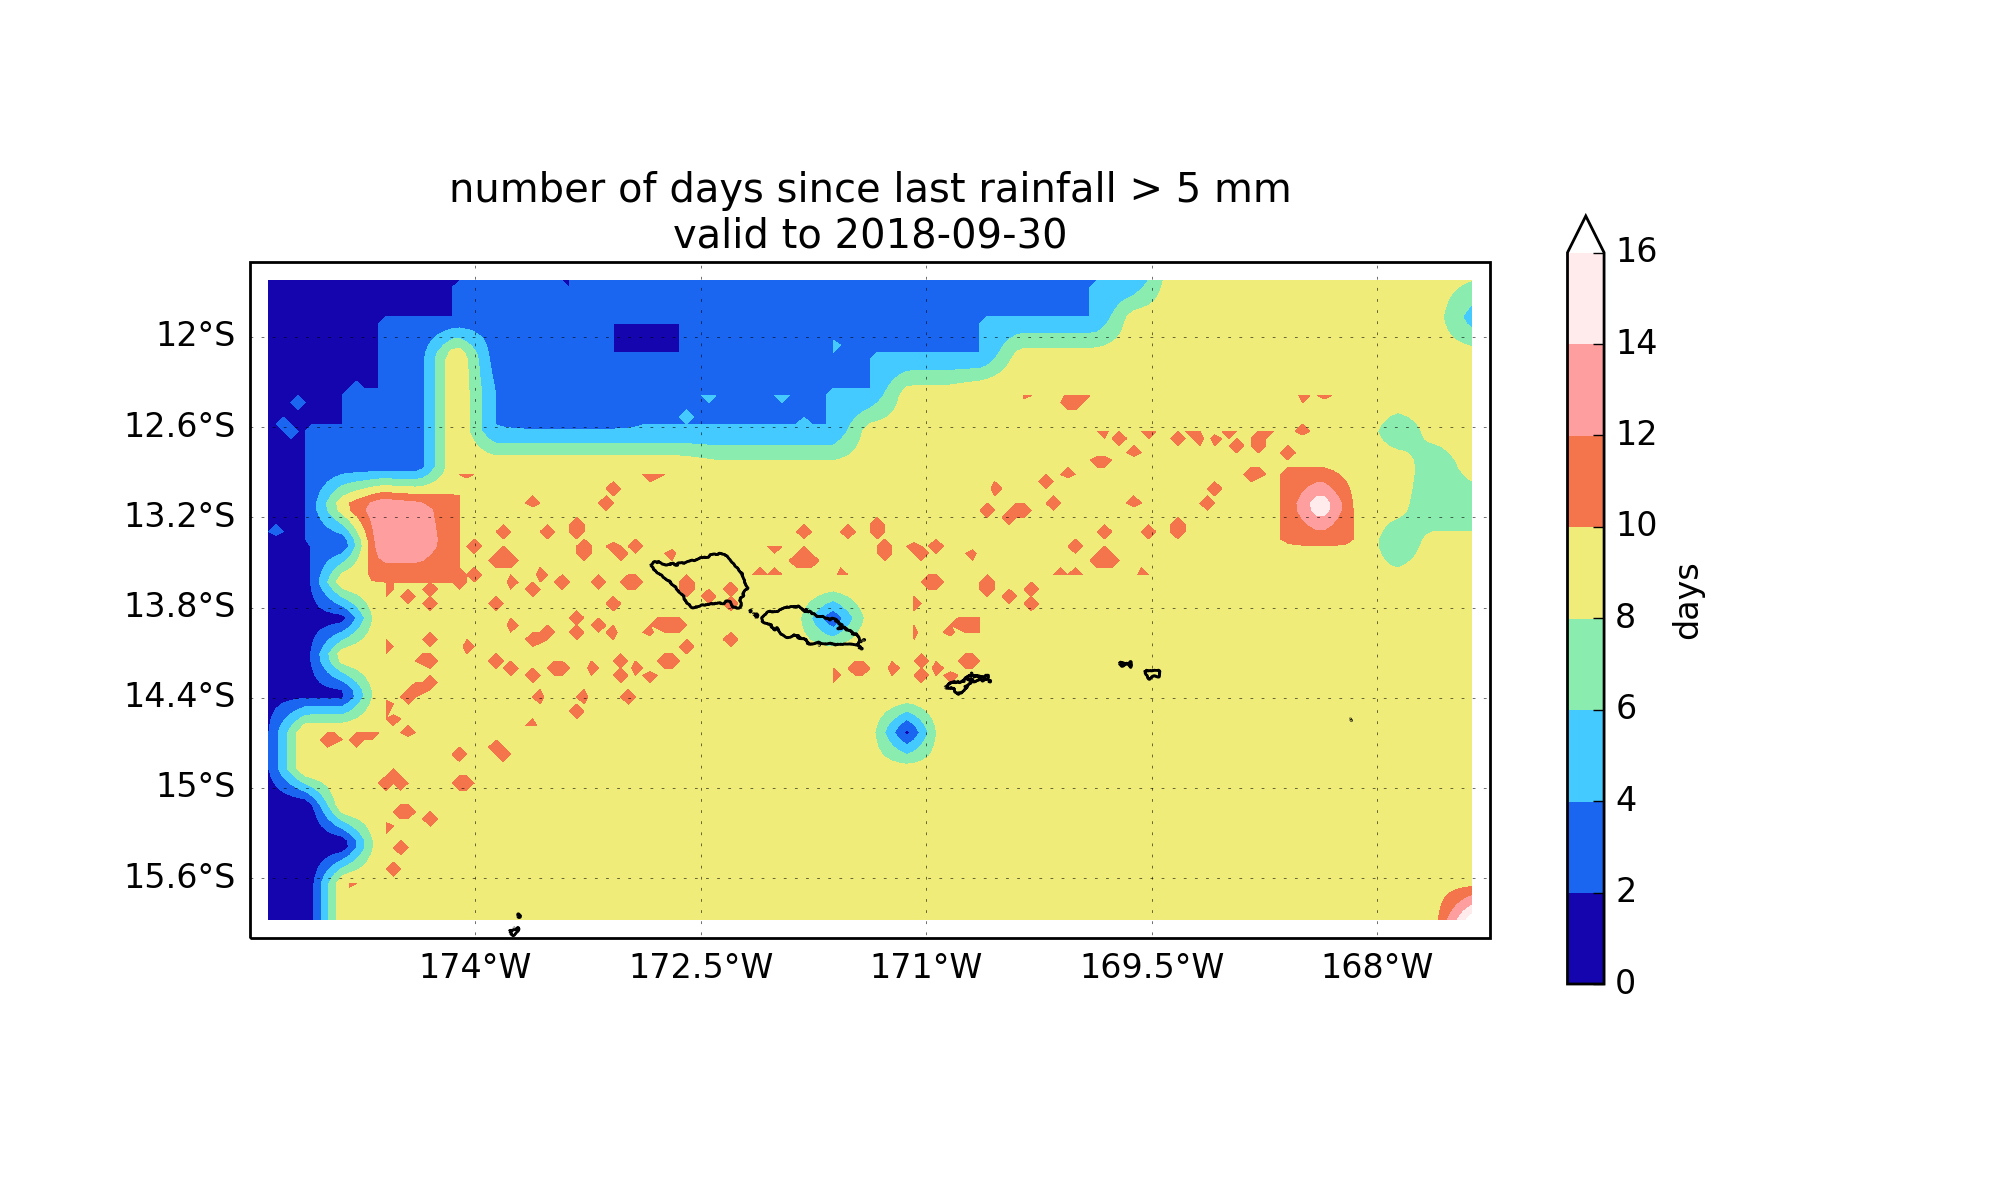 number of days since last rainfall > 5 mm
valid to 2018-09-30
12°S
12.6°S
13.2°S
13.8°S
14.4°S
15°S
15.6°S
174°W
172.5°W
171°W
169.5°W
168°W
16
14
12
10
8
6
4
2
0
days